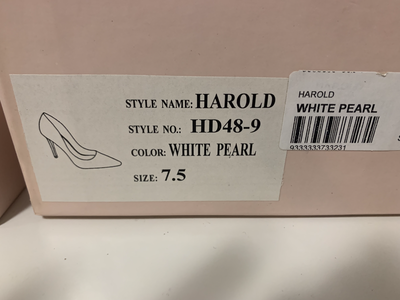 STYLE NAME: HAROLD
STYLE NO.: HD48-9
COLOR: WHITE PEARL
SIZE: 7.5
HAROLD
WHITE PEARL
9333333733231